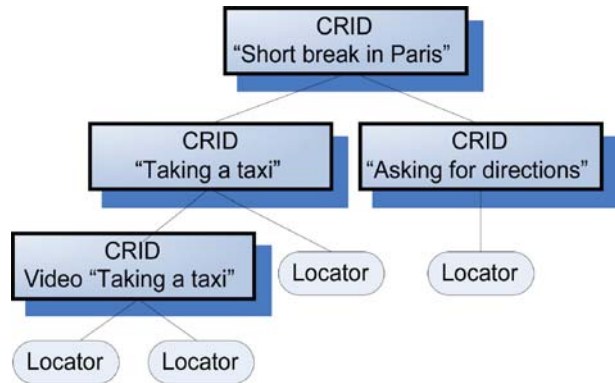 CRID
“Short break in Paris”
CRID
“Taking a taxi”
CRID
“Asking for directions”
CRID
Video “Taking a taxi”
Locator
Locator
Locator
Locator